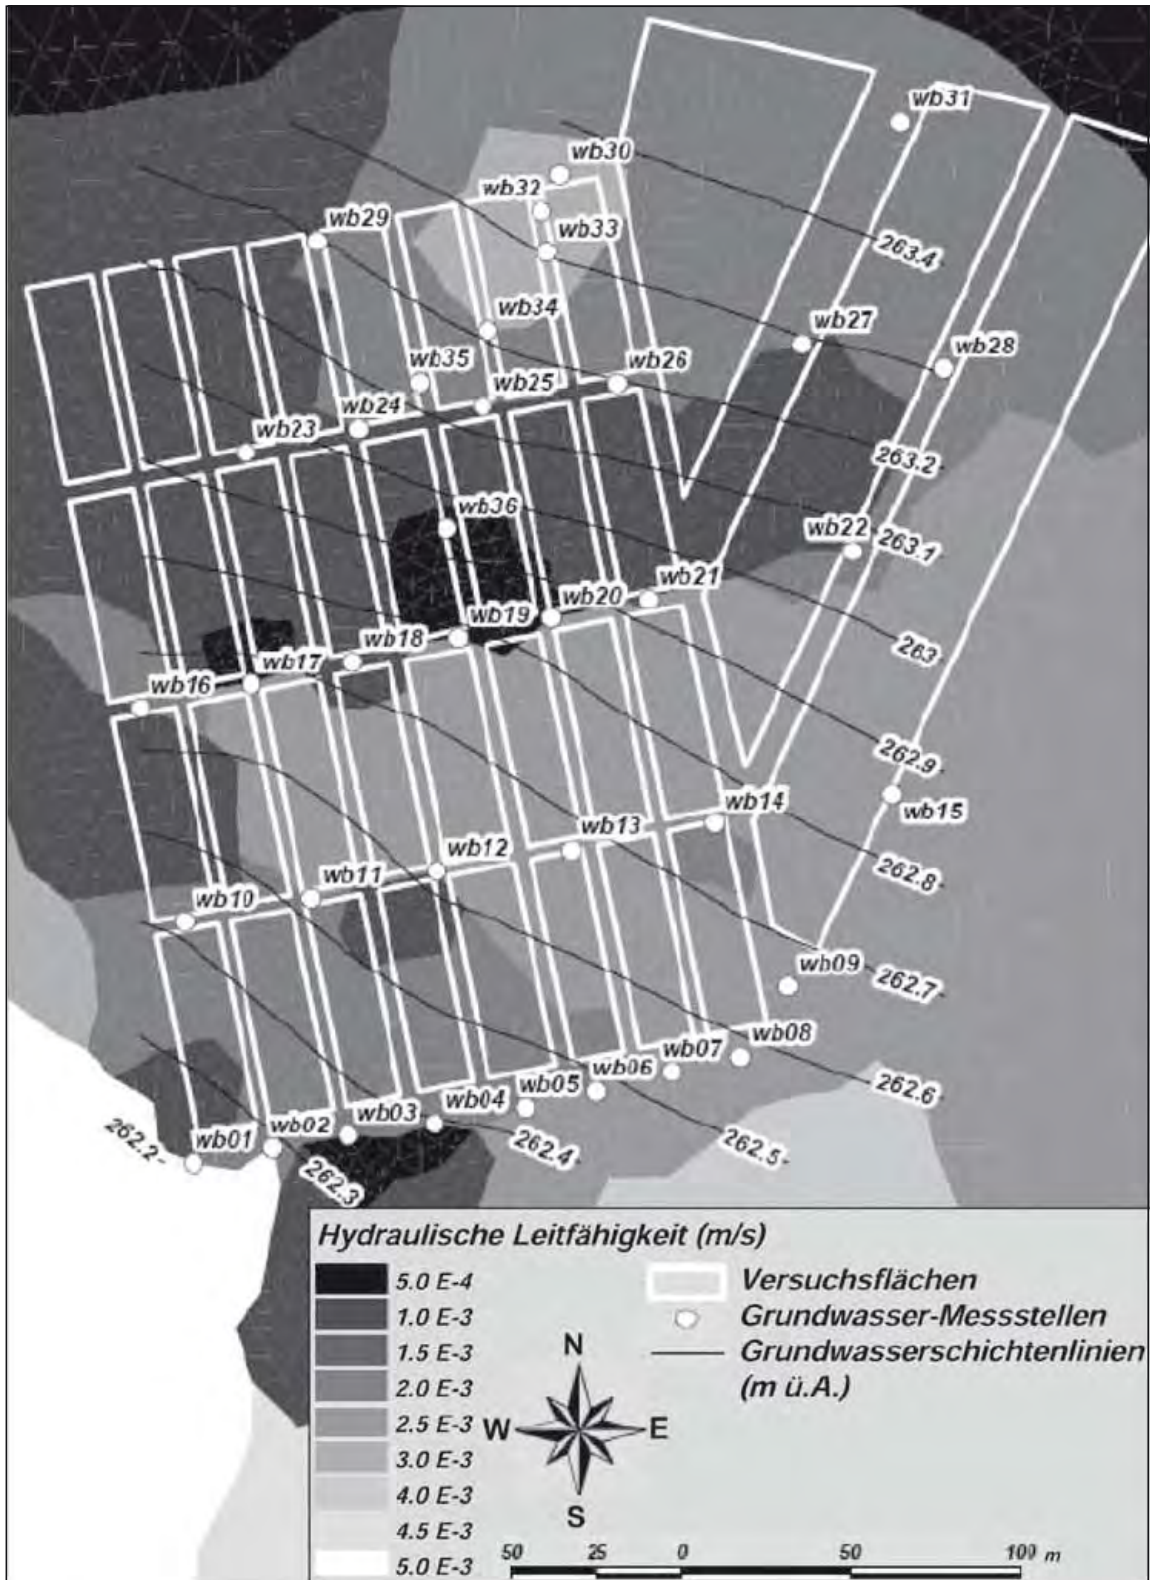 wb31
wb30
wb32
wb29
wb33
263.4
wb34
wb27
wb28
wb35
wb26
wb25
wb24
wb23
263.2
wb36
wb22
263.1
wb21
wb20
wb19
wb18
263
wb17
wb16
262.9
wb14
wb15
wb13
wb12
262.8
wb11
wb10
wb09
262.7
wb08
wb07
wb06
262.6
wb05
wb04
wb03
wb02
wb01
262.5
262.4
262.2
262.3
Hydraulische Leitfähigkeit (m/s)
5.0 E-4
1.0 E-3
1.5 E-3
2.0 E-3
2.5 E-3
3.0 E-3
4.0 E-3
4.5 E-3
5.0 E-3
Versuchsflächen
Grundwasser-Messstellen
Grundwasserschichtenlinien
(m ü.A.)
N
W E
S
50 25 0 50 100 m